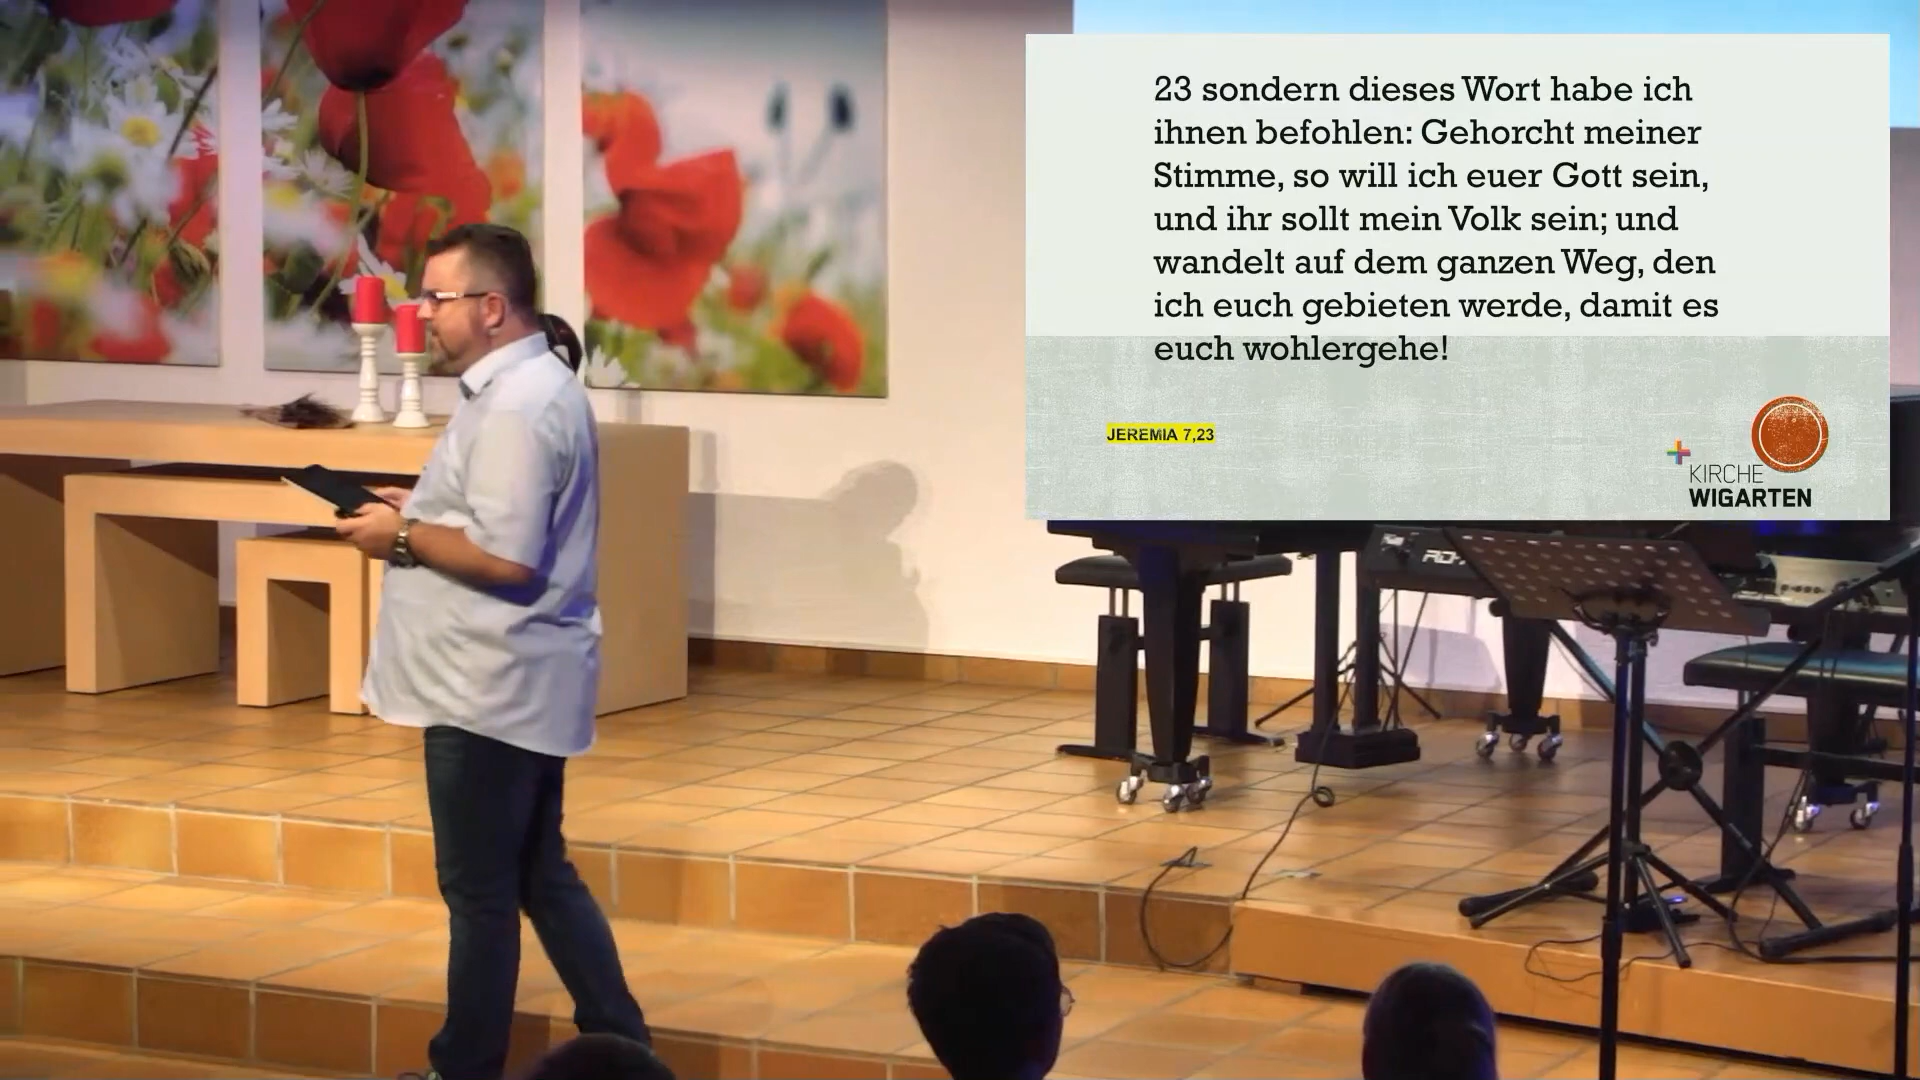 23 sondern dieses Wort habe ich
ihnen befohlen: Gehorcht meiner
Stimme, so will ich euer Gott sein,
und ihr sollt mein Volk sein; und
wandelt auf dem ganzen Weg, den
ich euch gebieten werde, damit es
euch wohlergehe!
JEREMIA 7,23
KIRCHE
WIGARTEN